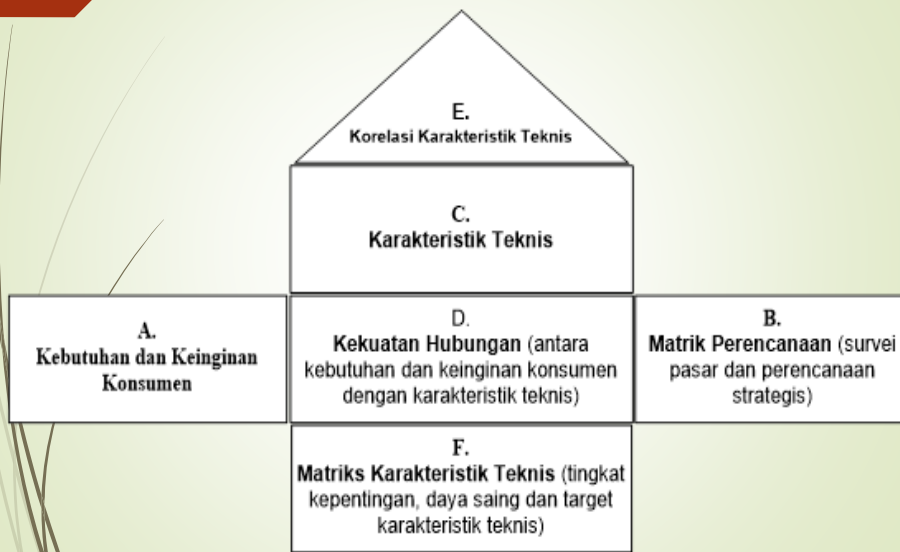 E.
Korelasi Karakteristik Teknis
C.
Karakteristik Teknis
A.
Kebutuhan dan Keinginan
Konsumen
D.
Kekuatan Hubungan (antara
kebutuhan dan keinginan konsumen
dengan karakteristik teknis)
B.
Matrik Perencanaan (survei
pasar dan perencanaan
strategis)
F.
Matriks Karakteristik Teknis (tingkat
kepentingan, daya saing dan target
karakteristik teknis)